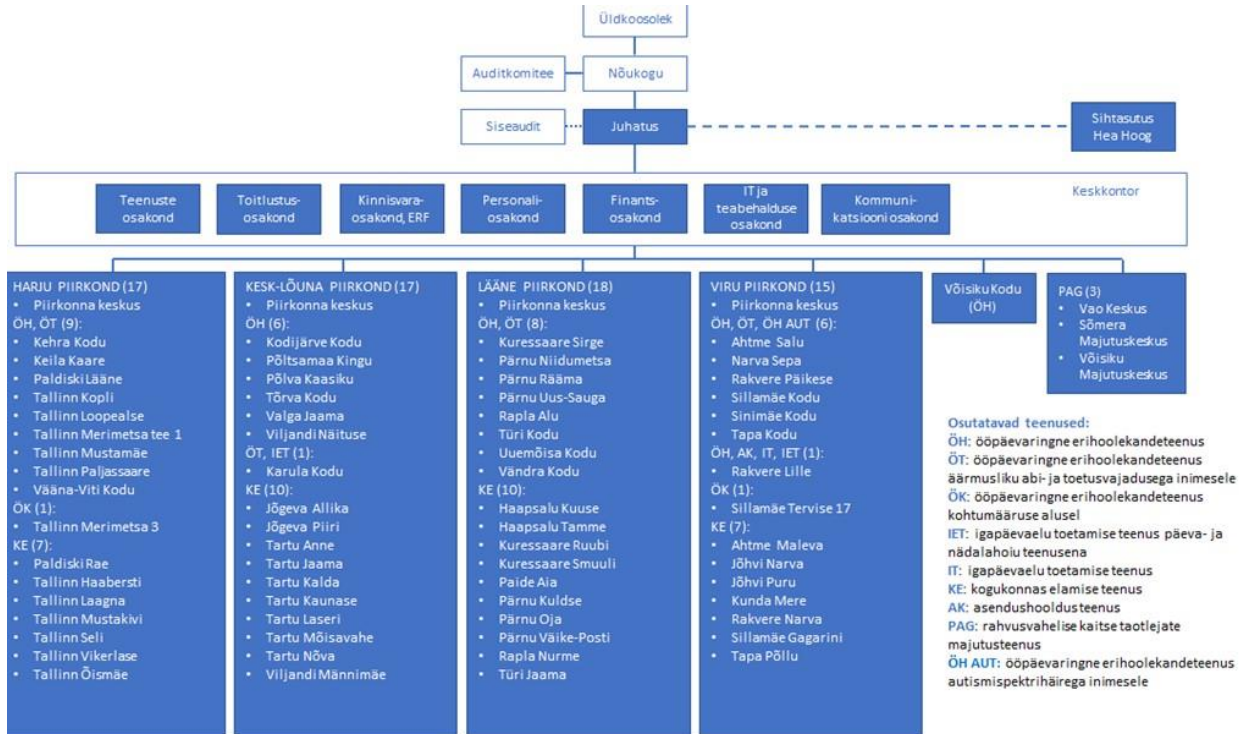 Üldkoosolek
Auditkomitee
Nõukogu
Siseaudit
Juhatus
Sihtasutus
Hea Hoog
Keskkontor
Teenuste
osakond
Toitlustus-
osakond
Kinnisvara-
osakond, ERF
Personali-
osakond
Finants-
osakond
IT ja
teabehalduse
osakond
Kommuni-
katsiooni osakond
HARJU PIIRKOND (17)
• Piirkonna keskus
ÖH, ÖT (9):
• Kehra Kodu
• Keila Kaare
• Paldiski Lääne
• Tallinn Kopli
• Tallinn Loopealse
• Tallinn Merimetsa tee 1
• Tallinn Mustamäe
• Tallinn Paljassaare
• Vääna-Viti Kodu
ÖK (1):
• Tallinn Merimetsa 3
KE (7):
• Paldiski Rae
• Tallinn Haabersti
• Tallinn Laagna
• Tallinn Mustakivi
• Tallinn Seli
• Tallinn Vikerlase
• Tallinn Õismäe
KESK-LÕUNA PIIRKOND (17)
• Piirkonna keskus
ÖH (6):
• Kodijärve Kodu
• Põltsamaa Kingu
• Põlva Kaasiku
• Tõrva Kodu
• Valga Jaama
• Viljandi Näituse
ÖT, IET (1):
• Karula Kodu
KE (10):
• Jõgeva Allika
• Jõgeva Piiri
• Tartu Anne
• Tartu Jaama
• Tartu Kalda
• Tartu Kaunase
• Tartu Laseri
• Tartu Mõisavahe
• Tartu Nõva
• Viljandi Männimäe
LÄÄNE PIIRKOND (18)
• Piirkonna keskus
ÖH, ÖT (8):
• Kuressaare Sirge
• Pärnu Niidumetsa
• Pärnu Rääma
• Pärnu Uus-Sauga
• Rapla Alu
• Türi Kodu
• Uuemõisa Kodu
• Vändra Kodu
KE (10):
• Haapsalu Kuuse
• Haapsalu Tamme
• Kuressaare Ruubi
• Kuressaare Smuuli
• Paide Aia
• Pärnu Kuldse
• Pärnu Oja
• Pärnu Väike-Posti
• Rapla Nurme
• Türi Jaama
VIRU PIIRKOND (15)
• Piirkonna keskus
ÖH, ÖT, ÖH AUT (6):
• Ahtme Salu
• Narva Sepa
• Rakvere Päikese
• Sillamäe Kodu
• Sinimäe Kodu
• Tapa Kodu
ÖH, AK, IT, IET (1):
• Rakvere Lille
ÖK (1):
• Sillamäe Tervise 17
KE (7):
• Ahtme Maleva
• Jõhvi Narva
• Jõhvi Puru
• Kunda Mere
• Rakvere Narva
• Sillamäe Gagarini
• Tapa Põllu
Võisiku Kodu
(ÖH)
PAG (3)
• Vao Keskus
• Sõmera
Majutuskeskus
• Võisiku
Majutuskeskus
Osutatavad teenused:
ÖH: ööpäevaringne erihoolekandeteenus
ÖT: ööpäevaringne erihoolekandeteenus
äärmusliku abi- ja toetusvajadusega inimesele
ÖK: ööpäevaringne erihoolekandeteenus
kohtumääruse alusel
IET: igapäevaelu toetamise teenus päeva- ja
nädalahoiu teenusena
IT: igapäevaelu toetamise teenus
KE: kogukonnas elamise teenus
AK: asendushooldusteenus
PAG: rahvusvahelise kaitse taotlejate
majutusteenus
ÖH AUT: ööpäevaringne erihoolekandeteenus
autismispektrihäirega inimesele